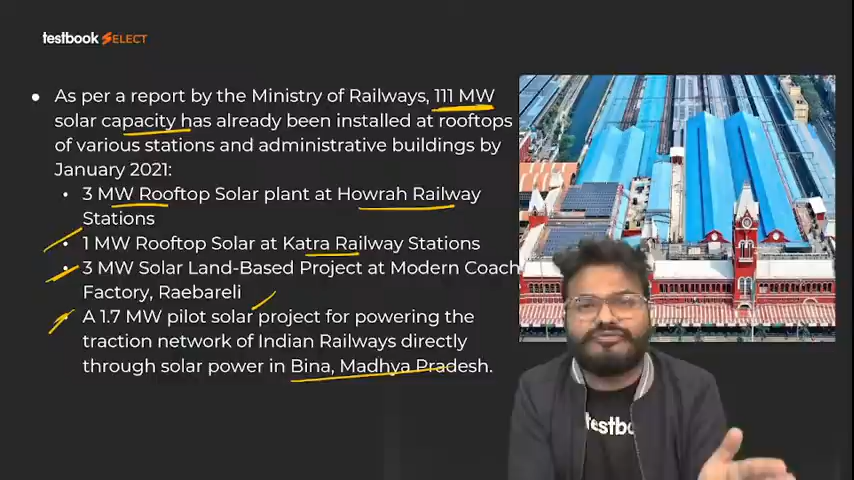 testbook SELECT
• As per a report by the Ministry of Railways, 111 MW
solar capacity has already been installed at rooftops
of various stations and administrative buildings by
January 2021:
• 3 MW Rooftop Solar plant at Howrah Railway
Stations
• 1 MW Rooftop Solar at Katra Railway Stations
• 3 MW Solar Land-Based Project at Modern Coach
Factory, Raebareli
• A 1.7 MW pilot solar project for powering the
traction network of Indian Railways directly
through solar power in Bina, Madhya Pradesh.
testbo